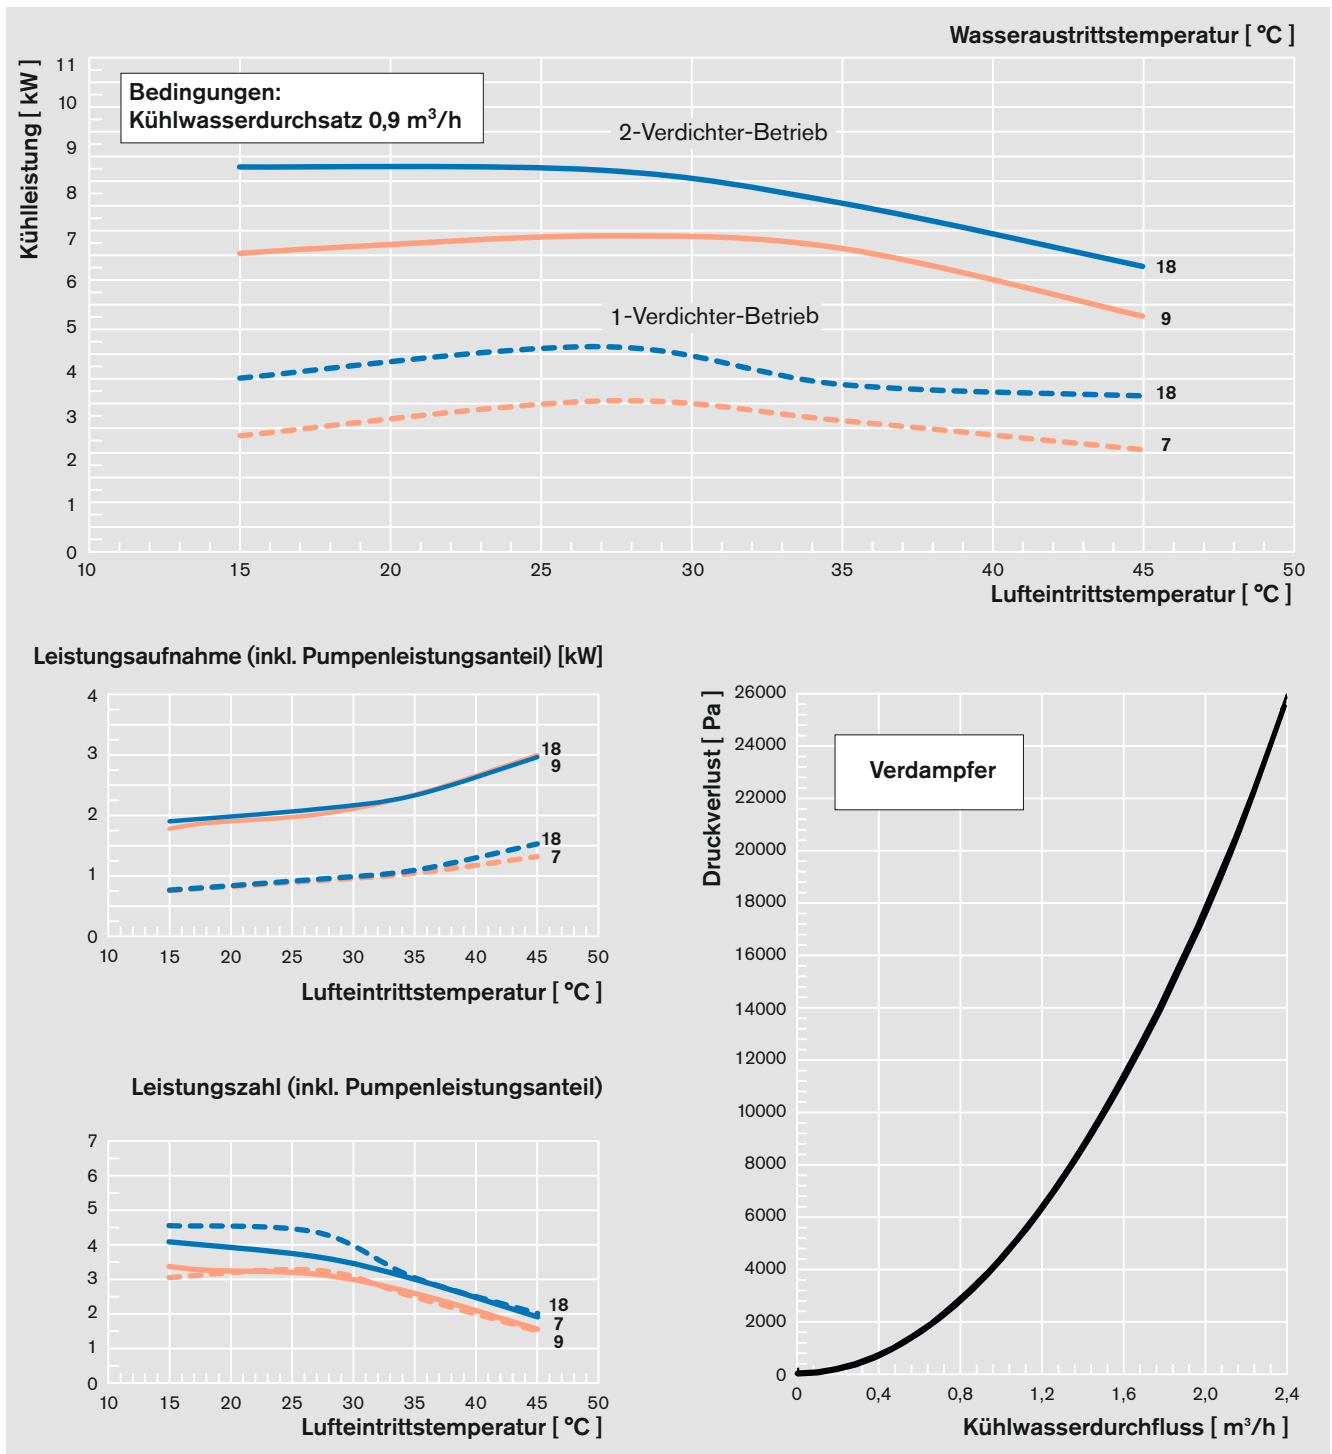 Wasseraustrittstemperatur [ °C ]
Kühlleistung [ kW ]
Bedingungen:
Kühlwasserdurchsatz 0,9 m³/h
2-Verdichter-Betrieb
1-Verdichter-Betrieb
11
10
9
8
7
6
5
4
3
2
1
0
18
9
18
7
10 15 20 25 30 35 40 45 50
Lufteintrittstemperatur [ °C ]
Leistungsaufnahme (inkl. Pumpenleistungsanteil) [kW]
4
3
2
1
0
18
9
18
7
10 15 20 25 30 35 40 45 50
Lufteintrittstemperatur [ °C ]
Leistungszahl (inkl. Pumpenleistungsanteil)
7
6
5
4
3
2
1
0
18
7
9
10 15 20 25 30 35 40 45 50
Lufteintrittstemperatur [ °C ]
Druckverlust [ Pa ]
Verdampfer
26000
24000
22000
20000
18000
16000
14000
12000
10000
8000
6000
4000
2000
0
0 0,4 0,8 1,2 1,6 2,0 2,4
Kühlwasserdurchfluss [ m³/h ]